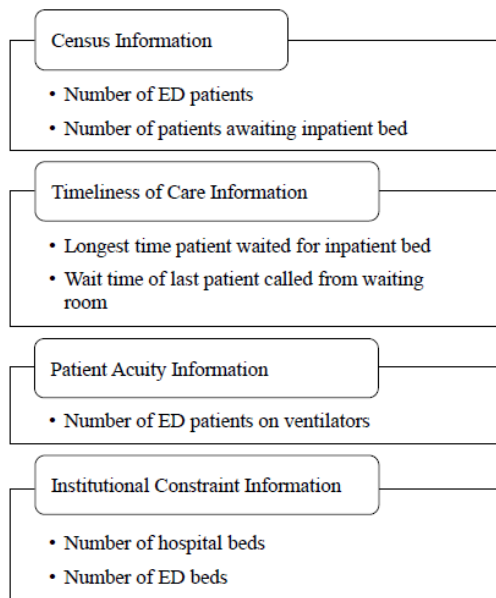 Census Information
• Number of ED patients
• Number of patients awaiting inpatient bed
Timeliness of Care Information
• Longest time patient waited for inpatient bed
• Wait time of last patient called from waiting
room
Patient Acuity Information
• Number of ED patients on ventilators
Institutional Constraint Information
• Number of hospital beds
• Number of ED beds